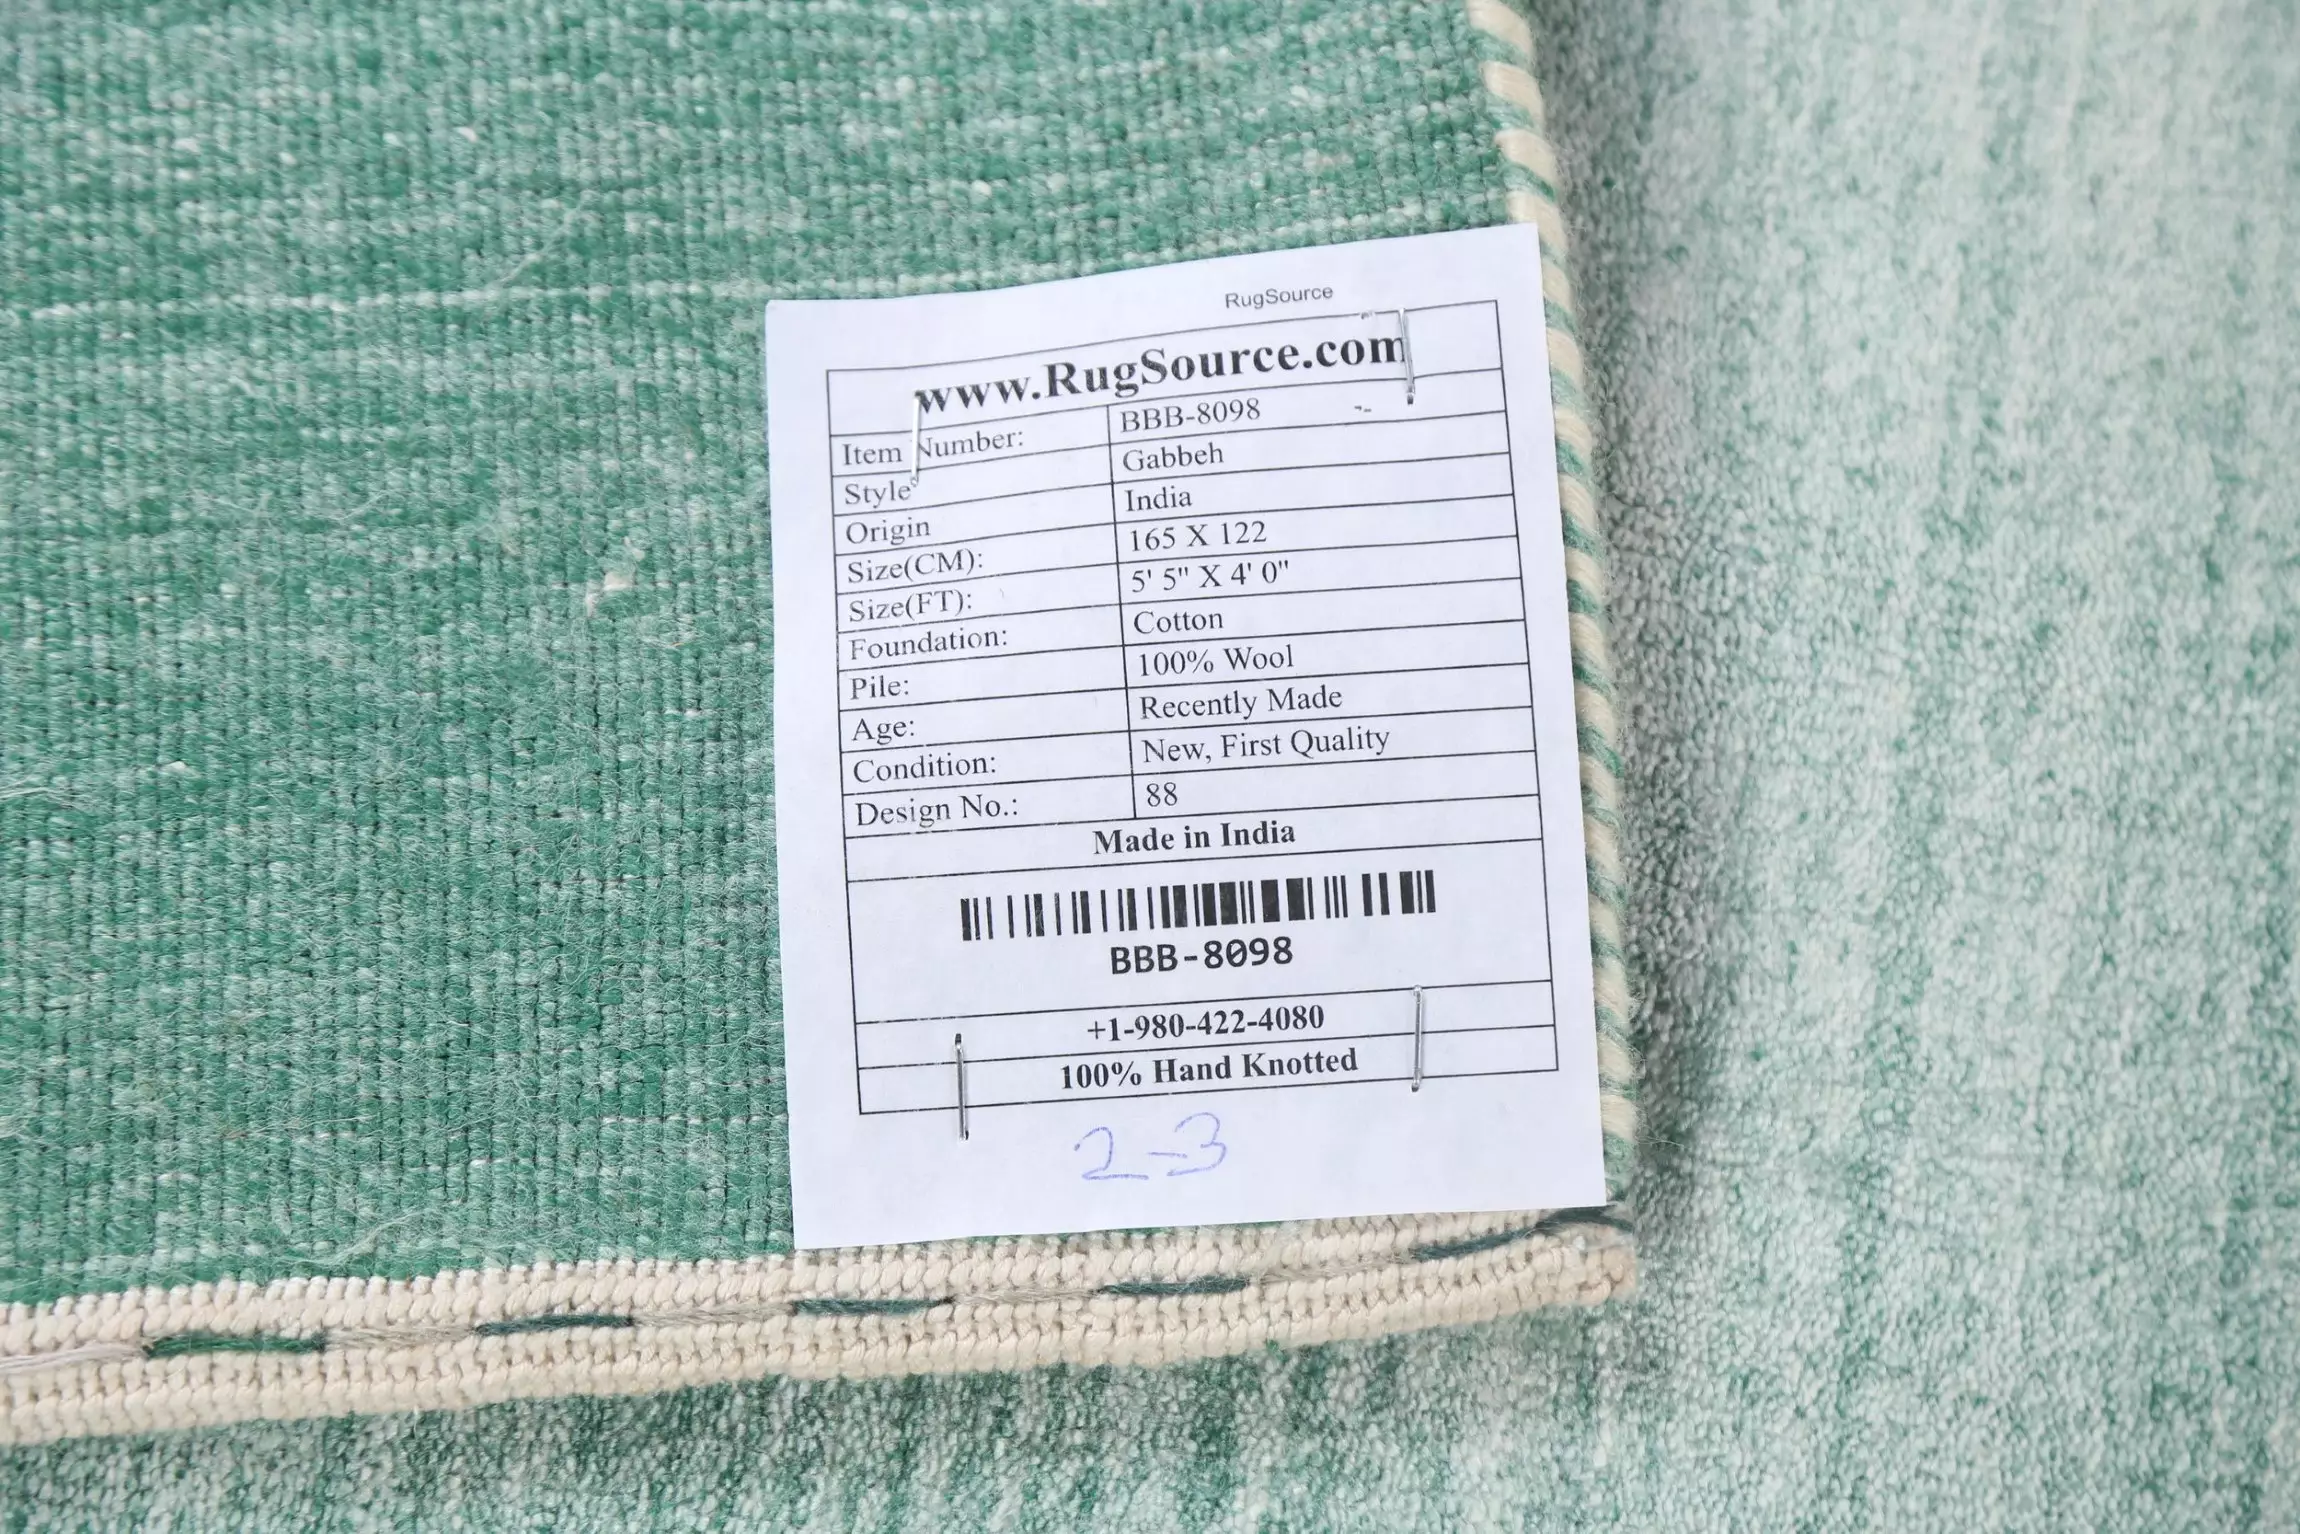 RugSource
www.RugSource.com
Item Number: BBB-8098
Style Gabbeh
Origin India
Size(CM): 165 X 122
Size(FT): 5' 5" X 4' 0"
Foundation: Cotton
Pile: 100% Wool
Age: Recently Made
Condition: New, First Quality
Design No.: 88
Made in India
BBB-8098
+1-980-422-4080
100% Hand Knotted
2-3